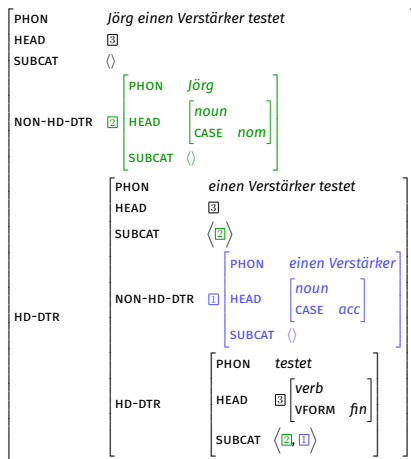 PHON Jörg einen Verstärker testet
HEAD 3
SUBCAT ⟨⟩
PHON Jörg
noun
NON-HD-DTR 2 HEAD
CASE nom
SUBCAT ⟨⟩
PHON einen Verstärker testet
HEAD 3
SUBCAT ⟨2⟩
PHON einen Verstärker
noun
NON-HD-DTR 1 HEAD
CASE acc
SUBCAT ⟨⟩
HD-DTR
PHON testet
verb
HD-DTR HEAD 3
VFORM fin
SUBCAT ⟨2, 1⟩